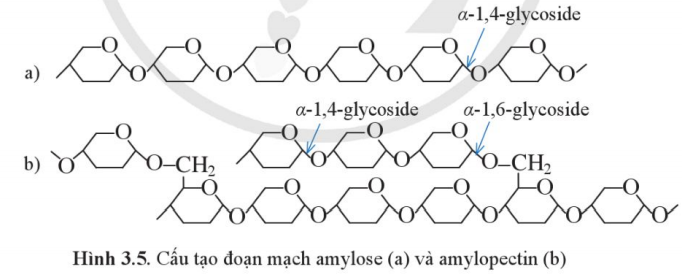 α-1,4-glycoside
a) O O O O O O O O O O O O
α-1,4-glycoside α-1,6-glycoside
O O O O
b) O O–CH₂ O O O–CH₂
O O O O O O
O O O O O O
Hình 3.5. Cấu tạo đoạn mạch amylose (a) và amylopectin (b)